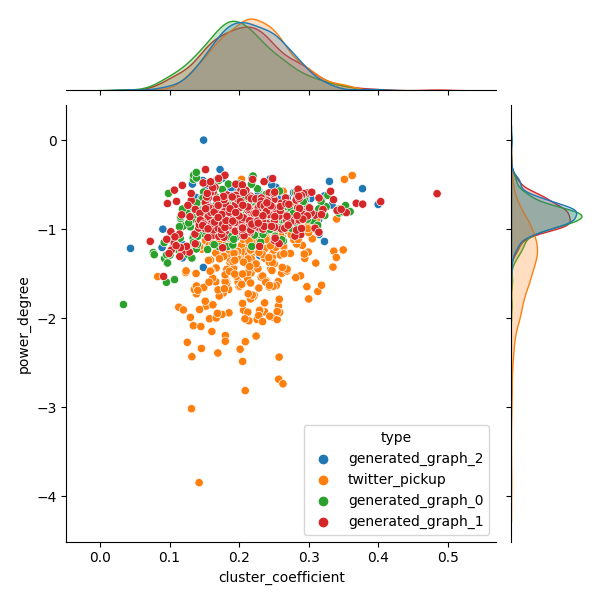 0
−1
−2
−3
−4
power_degree
type
generated_graph_2
twitter_pickup
generated_graph_0
generated_graph_1
0.0 0.1 0.2 0.3 0.4 0.5
cluster_coefficient